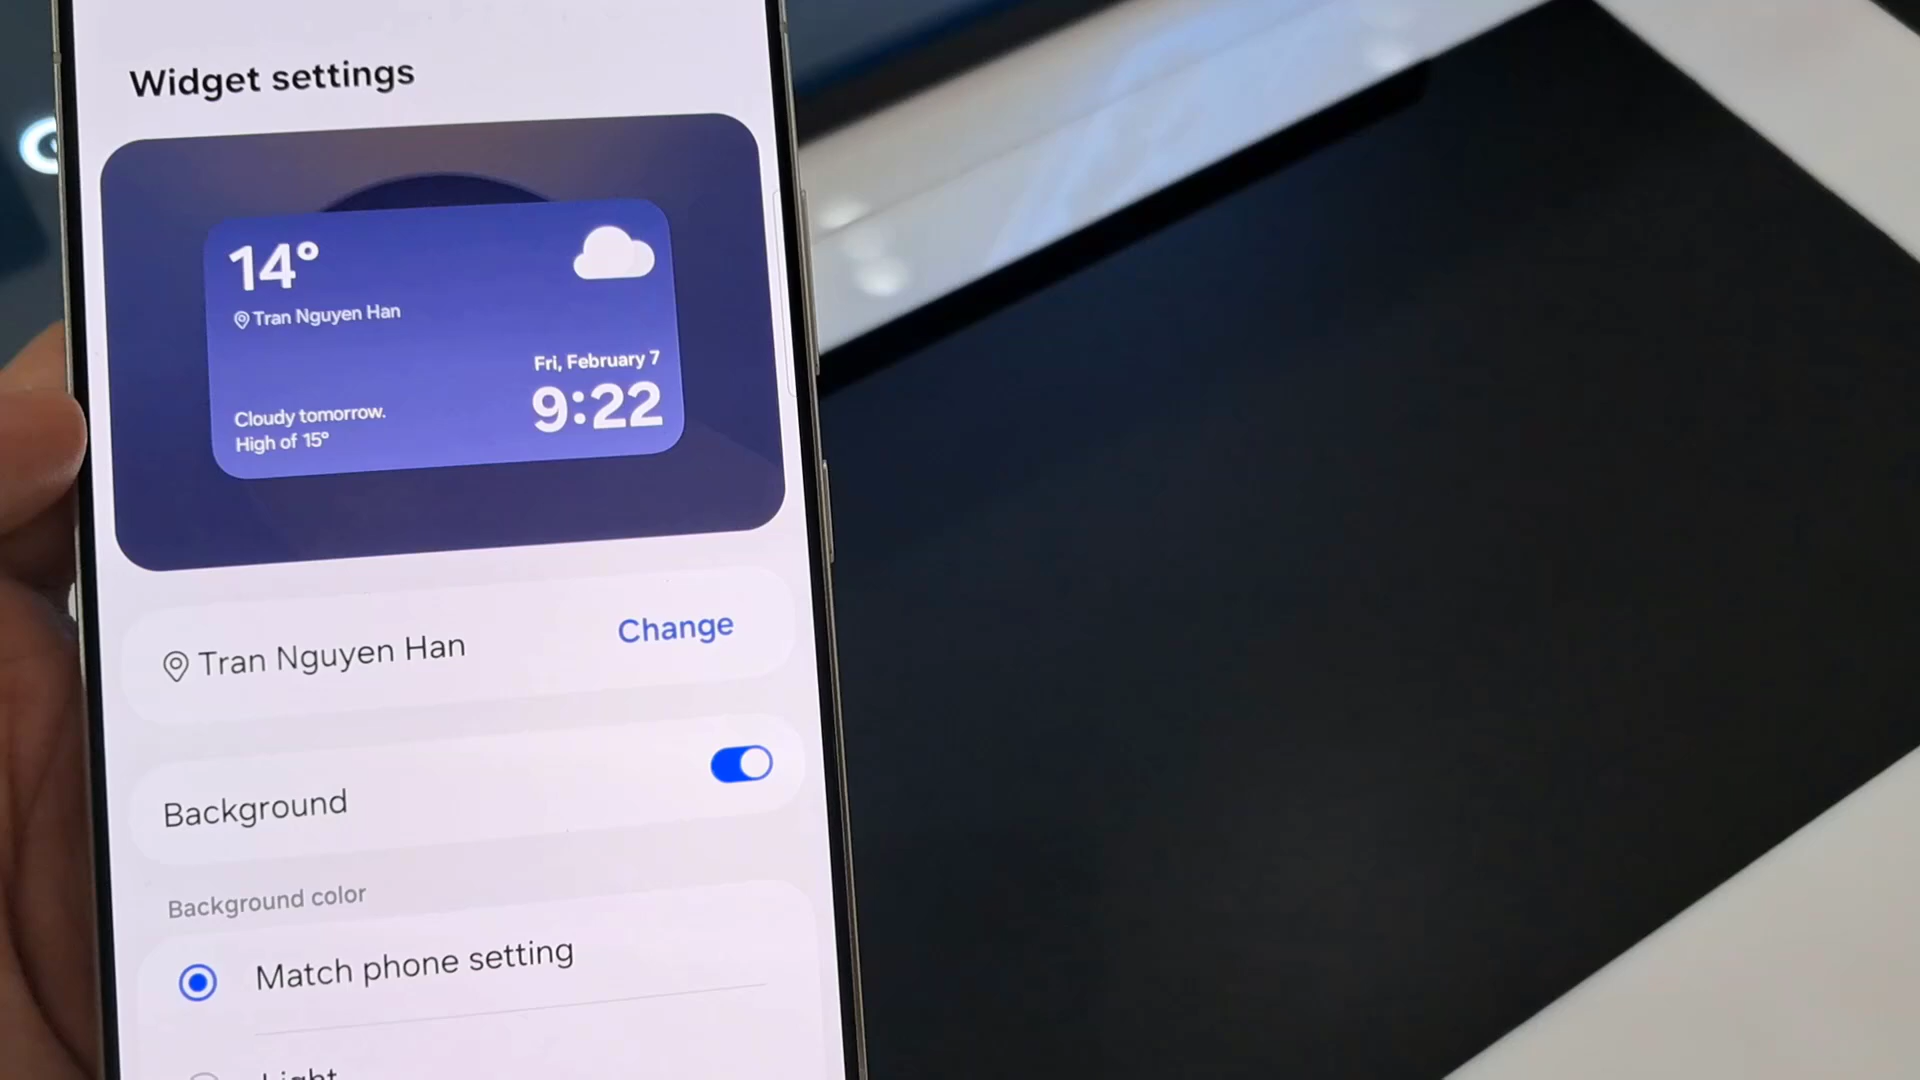 Widget settings
14°
Tran Nguyen Han
Fri, February 7
9:22
Cloudy tomorrow.
High of 15°
Tran Nguyen Han
Change
Background
Background color
Match phone setting
Light